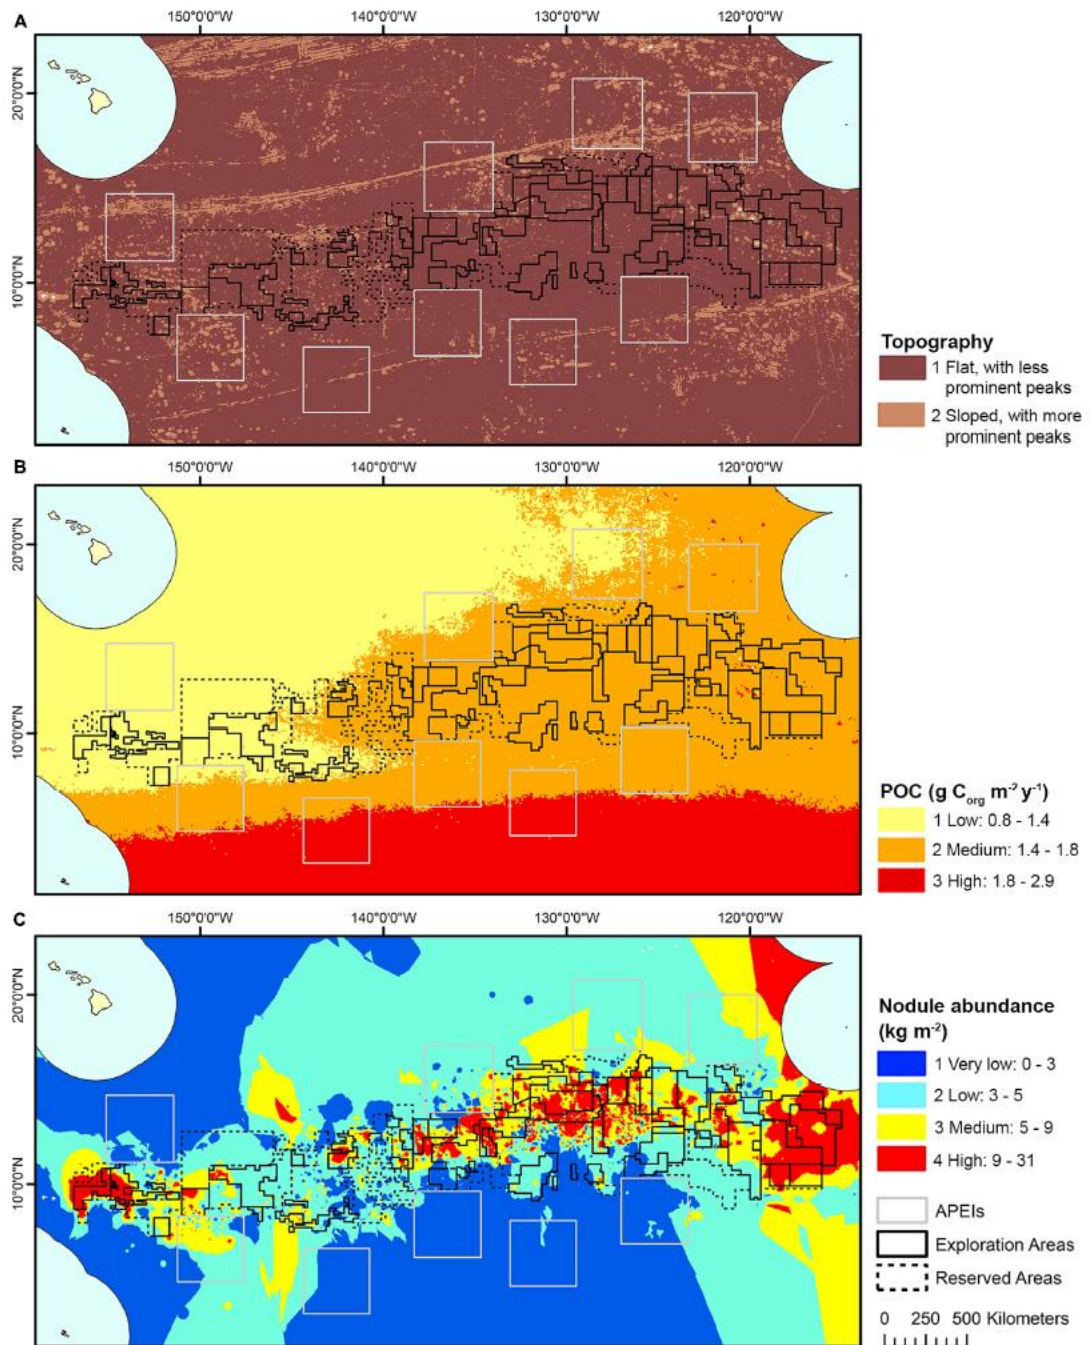 A
150°0'0"W 140°0'0"W 130°0'0"W 120°0'0"W
20°0'0"N
10°0'0"N
Topography
1 Flat, with less
prominent peaks
2 Sloped, with more
prominent peaks
B
150°0'0"W 140°0'0"W 130°0'0"W 120°0'0"W
20°0'0"N
10°0'0"N
POC (g Corg m⁻² y⁻¹)
1 Low: 0.8 - 1.4
2 Medium: 1.4 - 1.8
3 High: 1.8 - 2.9
C
150°0'0"W 140°0'0"W 130°0'0"W 120°0'0"W
20°0'0"N
10°0'0"N
Nodule abundance
(kg m⁻²)
1 Very low: 0 - 3
2 Low: 3 - 5
3 Medium: 5 - 9
4 High: 9 - 31
APEIs
Exploration Areas
Reserved Areas
0 250 500 Kilometers